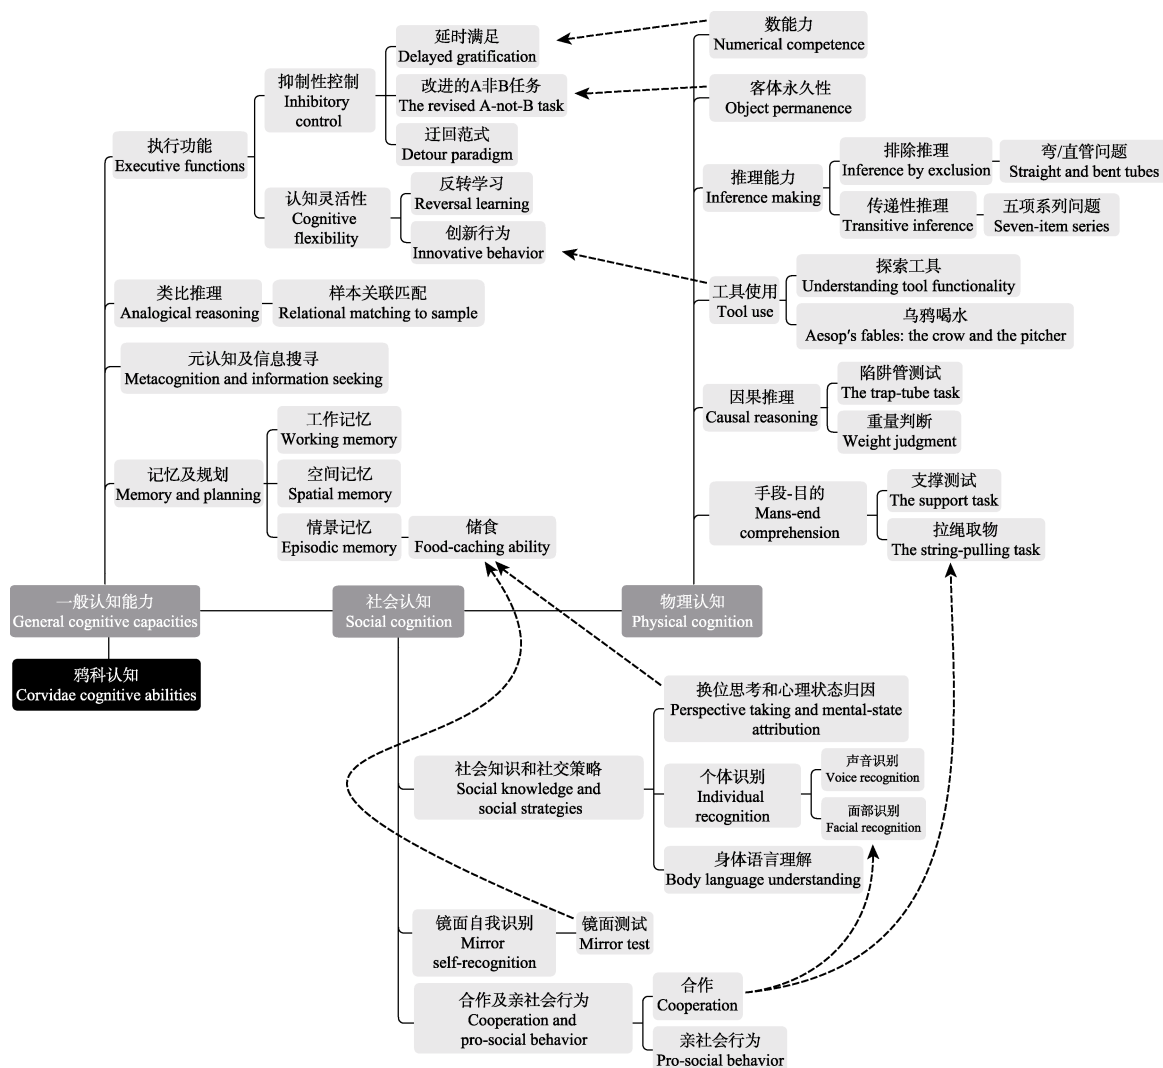 延时满足
Delayed gratification
抑制性控制
Inhibitory
control
改进的A非B任务
The revised A-not-B task
迂回范式
Detour paradigm
执行功能
Executive functions
认知灵活性
Cognitive
flexibility
反转学习
Reversal learning
创新行为
Innovative behavior
类比推理
Analogical reasoning
样本关联匹配
Relational matching to sample
元认知及信息搜寻
Metacognition and information seeking
记忆及规划
Memory and planning
工作记忆
Working memory
空间记忆
Spatial memory
情景记忆
Episodic memory
储食
Food-caching ability
数能力
Numerical competence
客体永久性
Object permanence
推理能力
Inference making
排除推理
Inference by exclusion
弯/直管问题
Straight and bent tubes
传递性推理
Transitive inference
五项系列问题
Seven-item series
工具使用
Tool use
探索工具
Understanding tool functionality
乌鸦喝水
Aesop's fables: the crow and the pitcher
因果推理
Causal reasoning
陷阱管测试
The trap-tube task
重量判断
Weight judgment
手段-目的
Mans-end
comprehension
支撑测试
The support task
拉绳取物
The string-pulling task
一般认知能力
General cognitive capacities
社会认知
Social cognition
物理认知
Physical cognition
鸦科认知
Corvidae cognitive abilities
社会知识和社交策略
Social knowledge and
social strategies
换位思考和心理状态归因
Perspective taking and mental-state
attribution
个体识别
Individual
recognition
声音识别
Voice recognition
面部识别
Facial recognition
身体语言理解
Body language understanding
镜面自我识别
Mirror
self-recognition
镜面测试
Mirror test
合作及亲社会行为
Cooperation and
pro-social behavior
合作
Cooperation
亲社会行为
Pro-social behavior